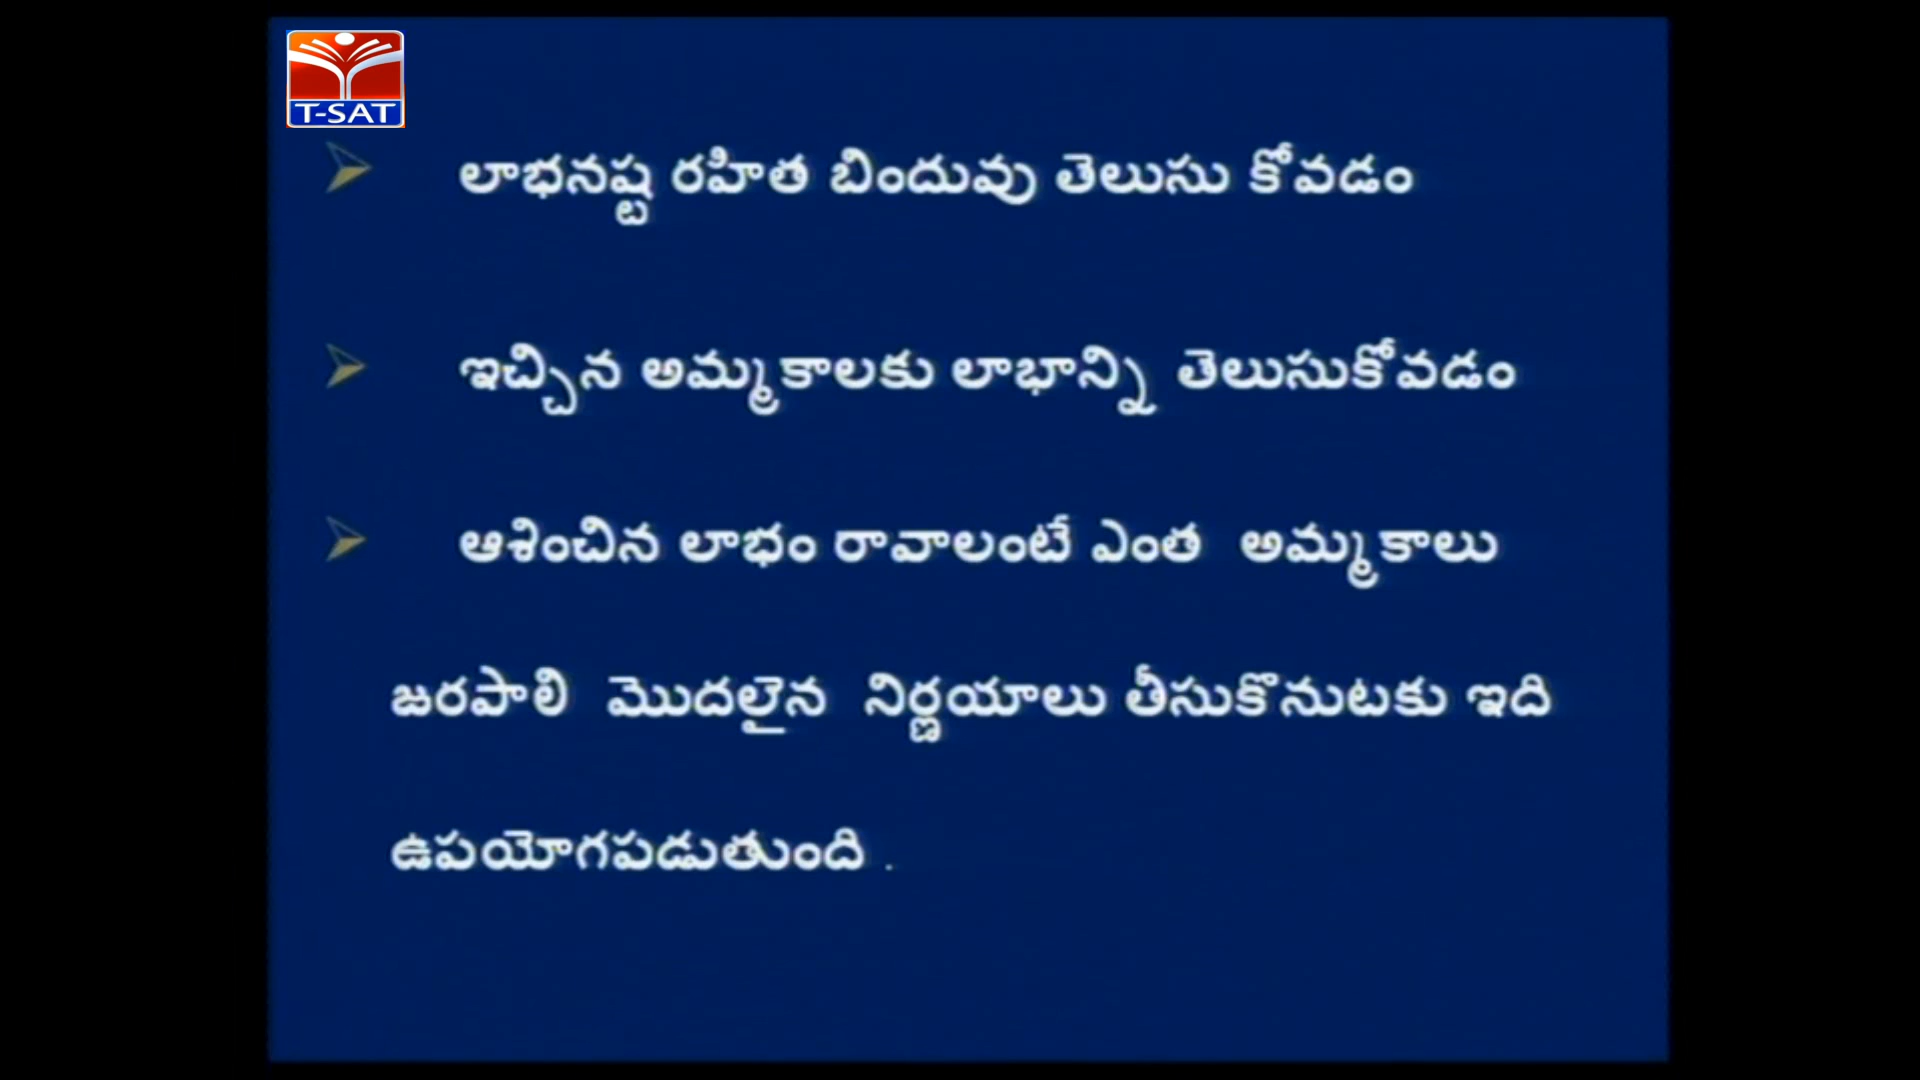 T-SAT
లాభనష్ట రహిత బిందువు తెలుసు కోవడం
ఇచ్చిన అమ్మకాలకు లాభాన్ని తెలుసుకోవడం
ఆశించిన లాభం రావాలంటే ఎంత అమ్మకాలు
జరపాలి మొదలైన నిర్ణయాలు తీసుకొనుటకు ఇది
ఉపయోగపడుతుంది .